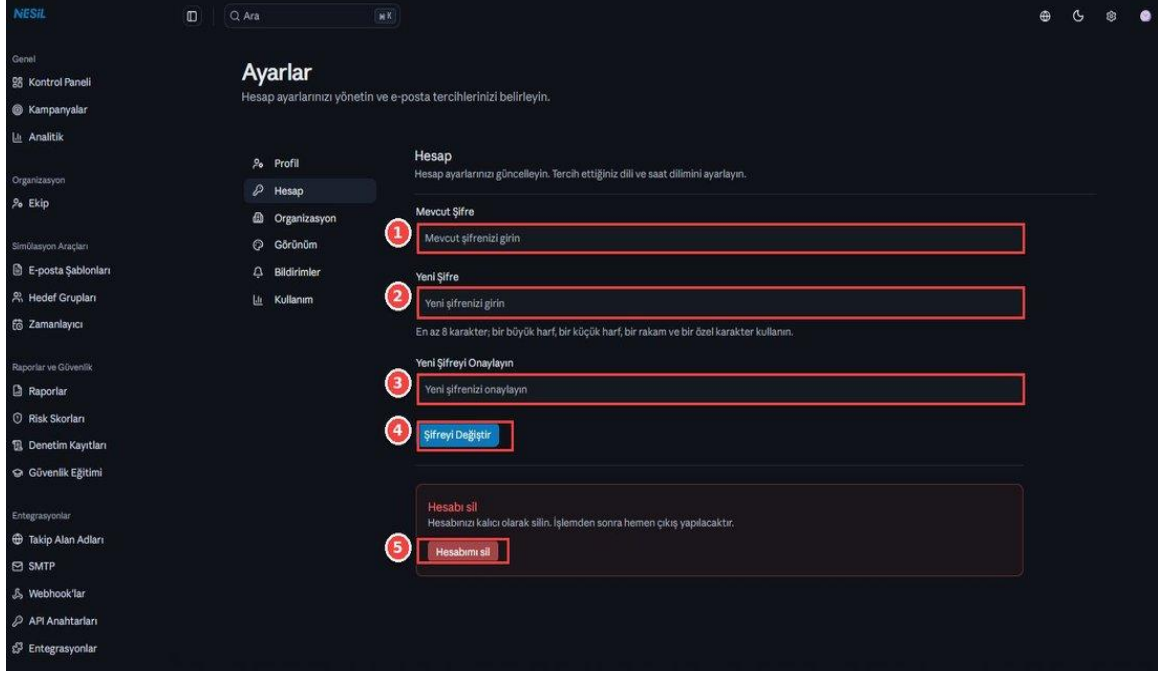 NESİL
Ara
⌘ K
Genel
Kontrol Paneli
Kampanyalar
Analitik
Organizasyon
Ekip
Simülasyon Araçları
E-posta Şablonları
Hedef Grupları
Zamanlayıcı
Raporlar ve Güvenlik
Raporlar
Risk Skorları
Denetim Kayıtları
Güvenlik Eğitimi
Entegrasyonlar
Takip Alan Adları
SMTP
Webhook'lar
API Anahtarları
Entegrasyonlar
Ayarlar
Hesap ayarlarınızı yönetin ve e-posta tercihlerinizi belirleyin.
Profil
Hesap
Organizasyon
Görünüm
Bildirimler
Kullanım
Hesap
Hesap ayarlarınızı güncelleyin. Tercih ettiğiniz dili ve saat dilimini ayarlayın.
Mevcut Şifre
1 Mevcut şifrenizi girin
Yeni Şifre
2 Yeni şifrenizi girin
En az 8 karakter; bir büyük harf, bir küçük harf, bir rakam ve bir özel karakter kullanın.
Yeni Şifreyi Onaylayın
3 Yeni şifrenizi onaylayın
4 Şifreyi Değiştir
Hesabı sil
Hesabınızı kalıcı olarak silin. İşlemden sonra hemen çıkış yapılacaktır.
5 Hesabımı sil